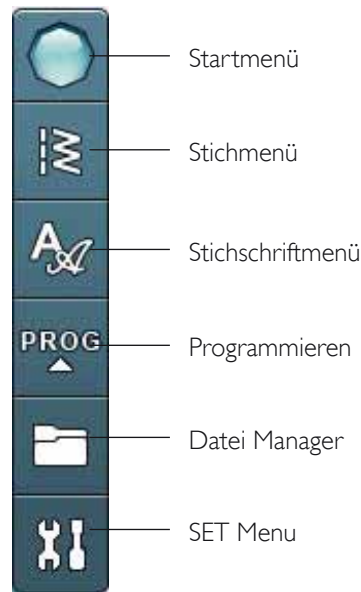 Startmenü
Stichmenü
A A
Stichschriftmenü
PROG
Programmieren
Datei Manager
SET Menu